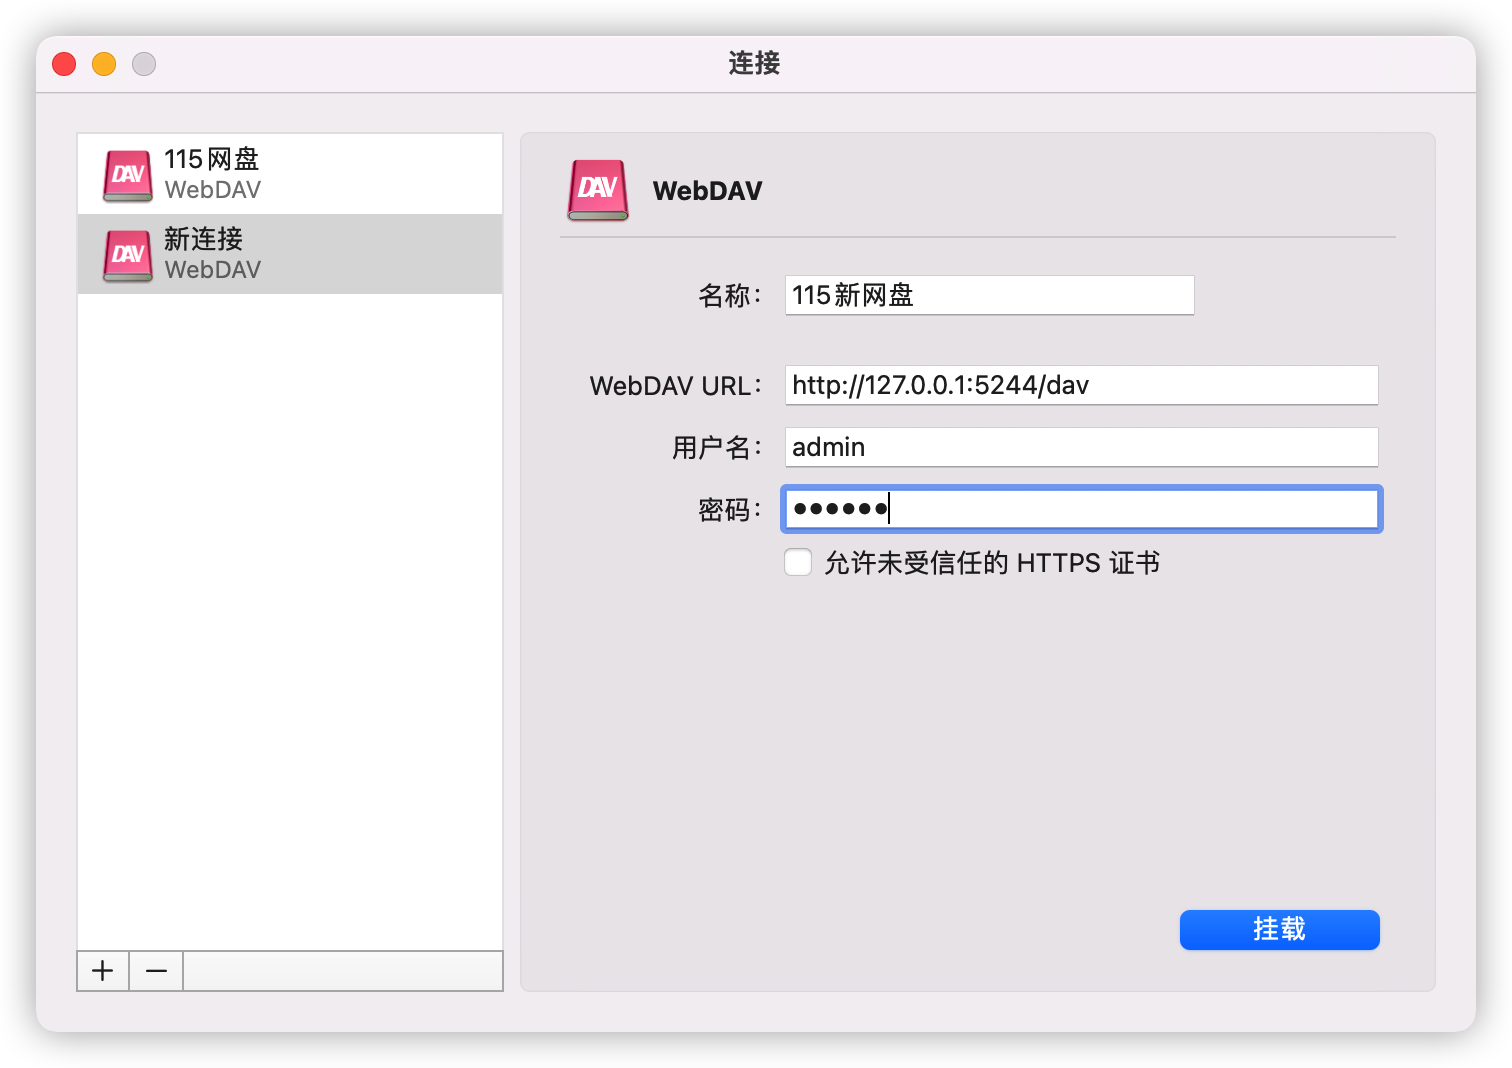 连接
DAV
115网盘
WebDAV
DAV
新连接
WebDAV
DAV
WebDAV
名称：
115新网盘
WebDAV URL：
http://127.0.0.1:5244/dav
用户名：
admin
密码：
••••••
允许未受信任的 HTTPS 证书
挂载